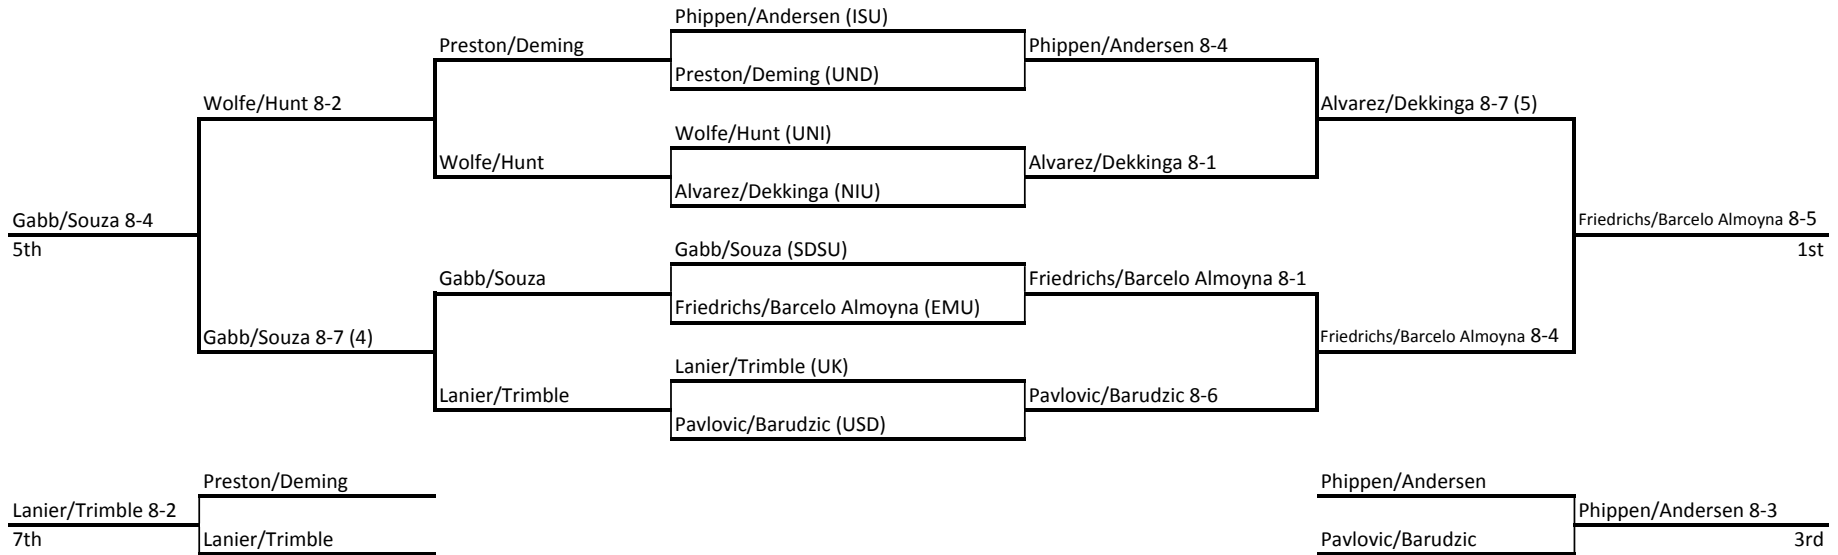 Phippen/Andersen (ISU)
Preston/Deming
Phippen/Andersen 8-4
Preston/Deming (UND)
Wolfe/Hunt 8-2
Alvarez/Dekkinga 8-7 (5)
Wolfe/Hunt (UNI)
Wolfe/Hunt
Alvarez/Dekkinga 8-1
Alvarez/Dekkinga (NIU)
Gabb/Souza 8-4
Friedrichs/Barcelo Almoyna 8-5
5th
Gabb/Souza (SDSU)
1st
Gabb/Souza
Friedrichs/Barcelo Almoyna 8-1
Friedrichs/Barcelo Almoyna (EMU)
Gabb/Souza 8-7 (4)
Friedrichs/Barcelo Almoyna 8-4
Lanier/Trimble (UK)
Lanier/Trimble
Pavlovic/Barudzic 8-6
Pavlovic/Barudzic (USD)
Preston/Deming
Phippen/Andersen
Lanier/Trimble 8-2
Phippen/Andersen 8-3
7th
Lanier/Trimble
Pavlovic/Barudzic
3rd